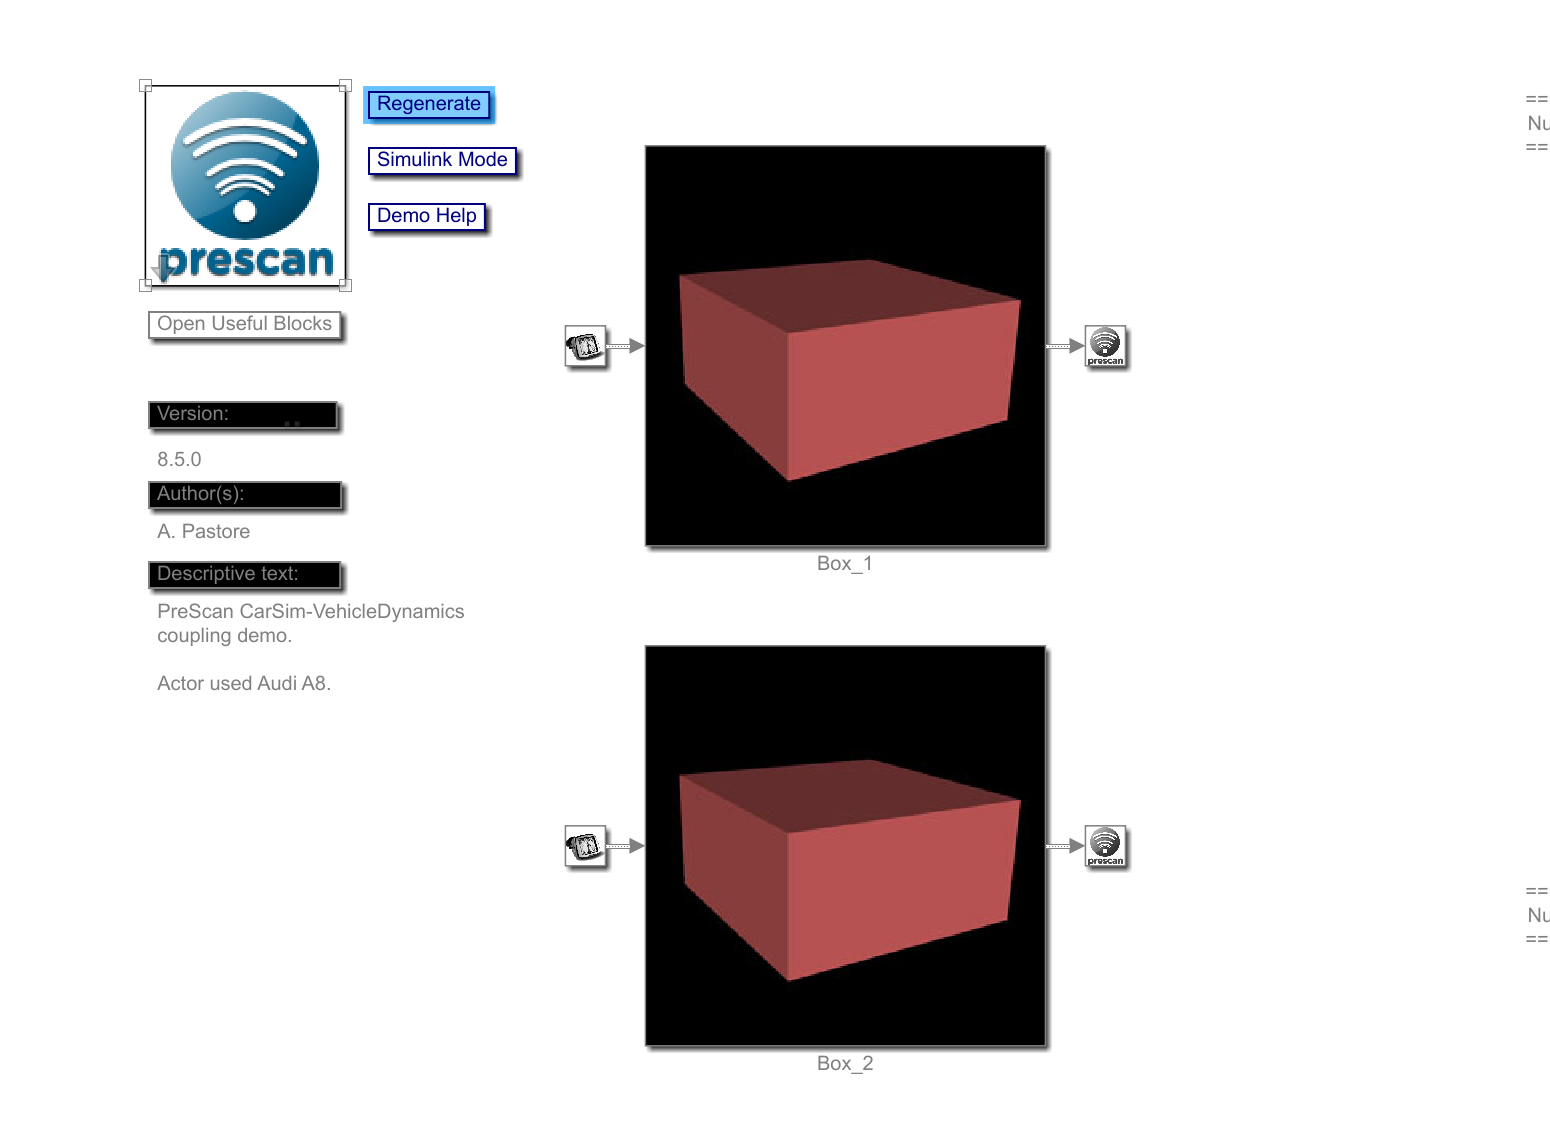 prescan
Regenerate
Simulink Mode
Demo Help
Open Useful Blocks
Version:
8.5.0
Author(s):
A. Pastore
Descriptive text:
PreScan CarSim-VehicleDynamics
coupling demo.
Actor used Audi A8.
prescan
Box_1
prescan
Box_2
==
Nu
==
==
Nu
==